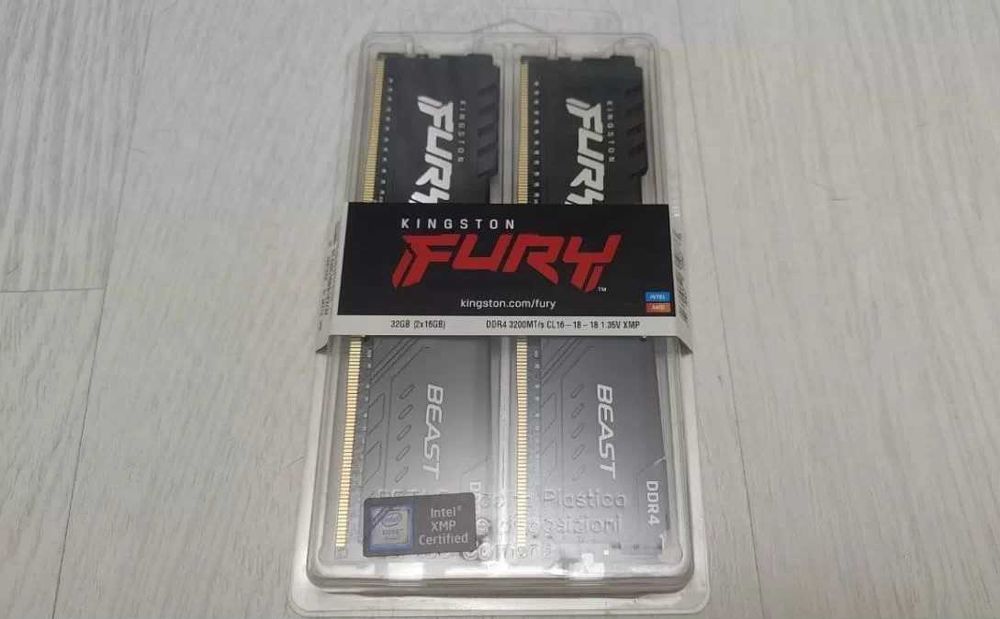 KINGSTON
FURY
KINGSTON
FURY
KINGSTON
FURY
TM
kingston.com/fury
INTEL
AMD
32GB (2x16GB) DDR4 3200MT/s CL16-18-18 1.35V XMP
BEAST
BEAST
DDR4
Plastica
Intel®
XMP
Certified